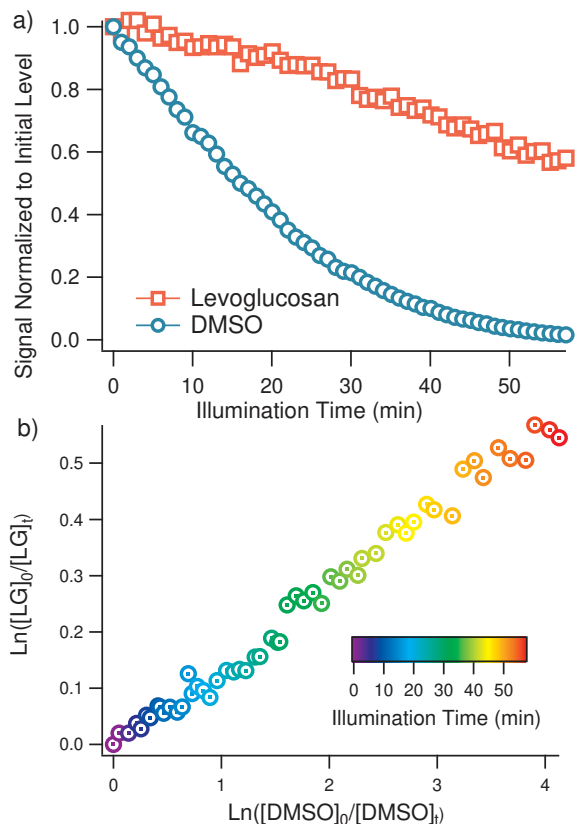 a)
Signal Normalized to Initial Level
1.0
0.8
0.6
0.4
0.2
0.0
Levoglucosan
DMSO
0 10 20 30 40 50
Illumination Time (min)
b)
Ln([LG]0/[LG]t)
0.5
0.4
0.3
0.2
0.1
0.0
0 10 20 30 40 50
Illumination Time (min)
0 1 2 3 4
Ln([DMSO]0/[DMSO]t)